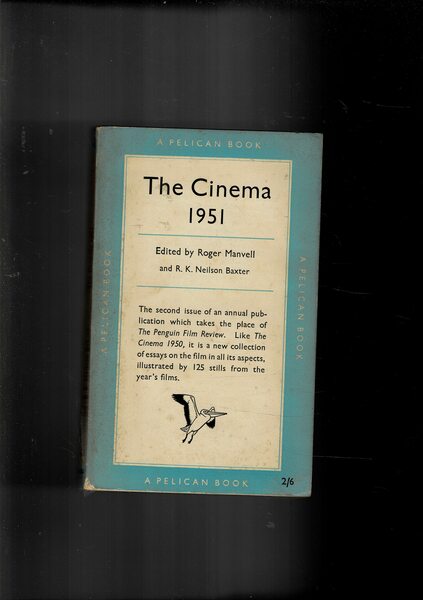 A PELICAN BOOK
The Cinema
1951
Edited by Roger Manvell
and R. K. Neilson Baxter
The second issue of an annual pub-
lication which takes the place of
The Penguin Film Review. Like The
Cinema 1950, it is a new collection
of essays on the film in all its aspects,
illustrated by 125 stills from the
year's films.
A PELICAN BOOK
A PELICAN BOOK
A PELICAN BOOK
2/6